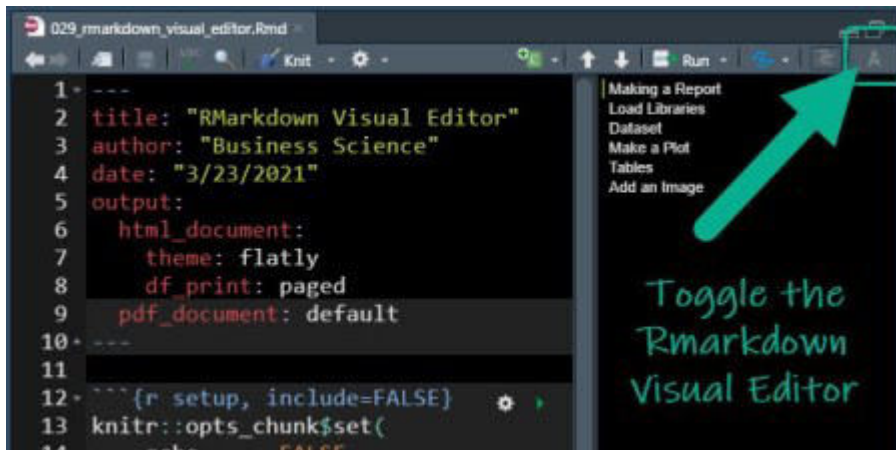 029_rmarkdown_visual_editor.Rmd
Knit
Run
A
1 ---
2 title: "RMarkdown Visual Editor"
3 author: "Business Science"
4 date: "3/23/2021"
5 output:
6 html_document:
7 theme: flatly
8 df_print: paged
9 pdf_document: default
10 ---
11
12 ```{r setup, include=FALSE}
13 knitr::opts_chunk$set(
Making a Report
Load Libraries
Dataset
Make a Plot
Tables
Add an Image
Toggle the
Rmarkdown
Visual Editor